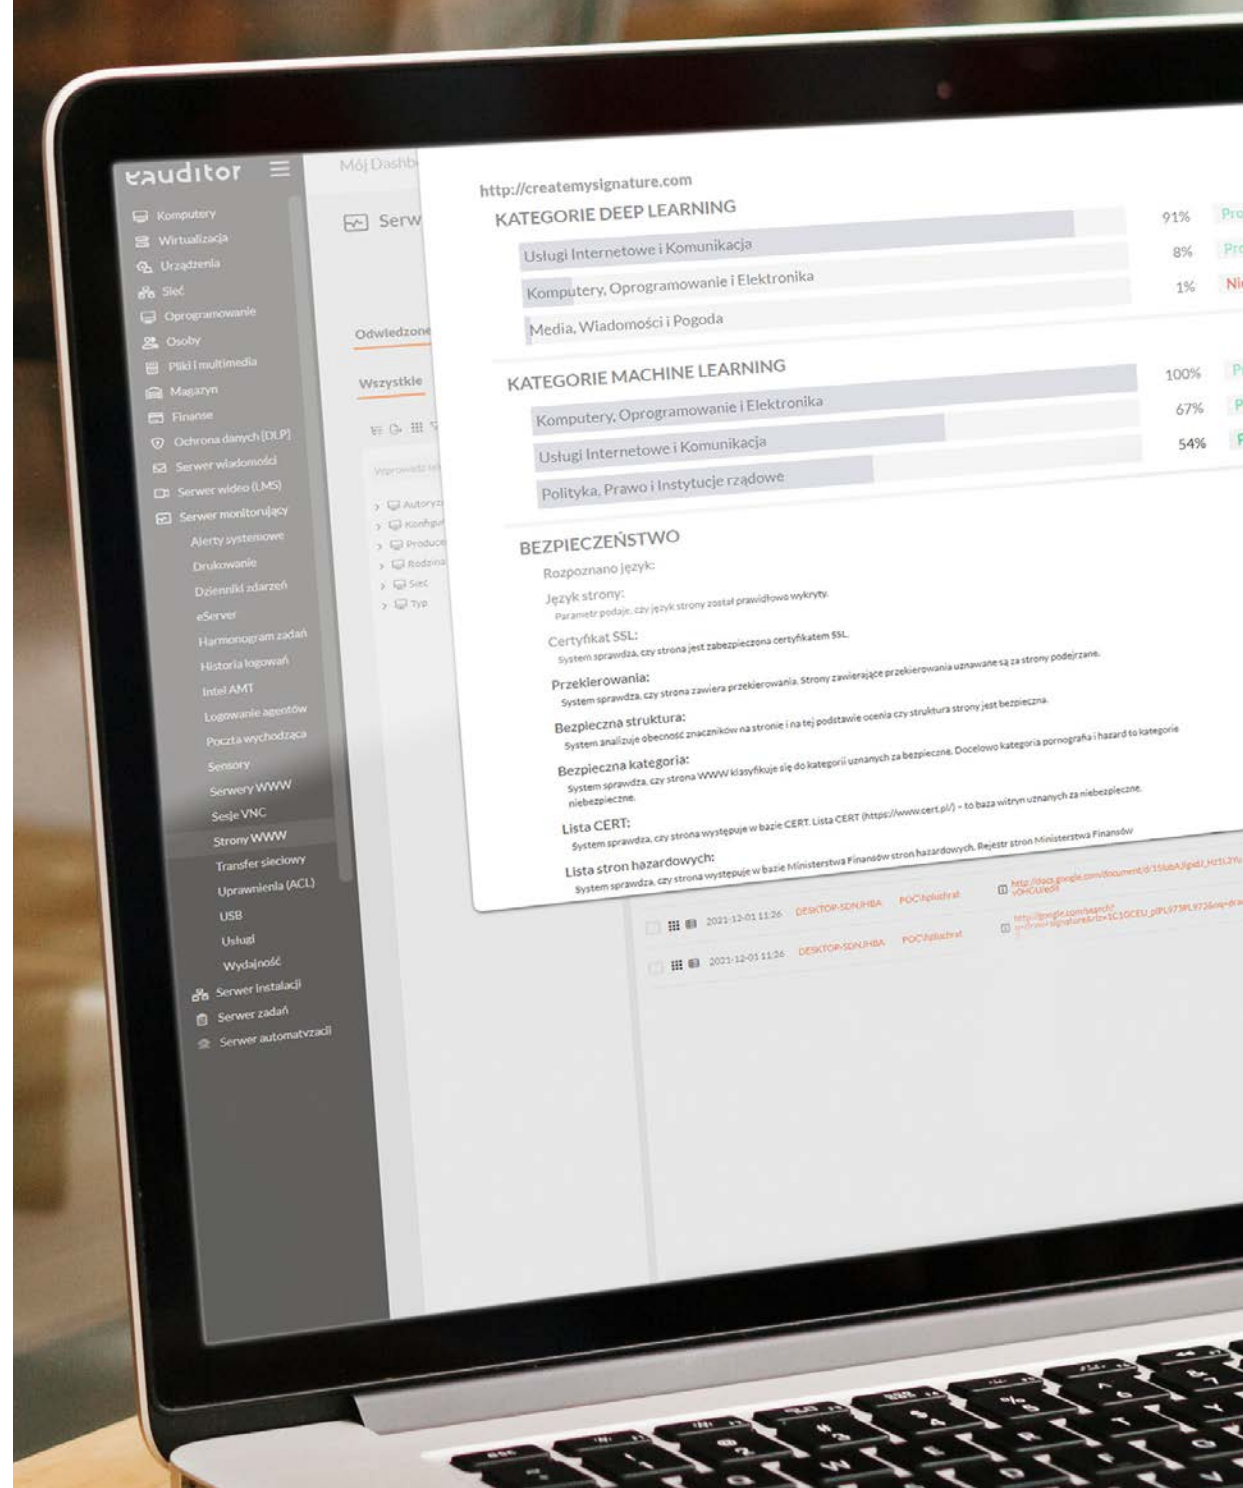 eauditor
Komputery
Wirtualizacja
Urządzenia
Sieć
Oprogramowanie
Osoby
Pliki i multimedia
Magazyn
Finanse
Ochrona danych [DLP]
Serwer wiadomości
Serwer wideo (LMS)
Serwer monitorujący
Alerty systemowe
Drukowanie
Dzienniki zdarzeń
eServer
Harmonogram zadań
Historia logowań
Intel AMT
Logowanie agentów
Poczta wychodząca
Sensory
Serwery WWW
Sesje VNC
Strony WWW
Transfer sieciowy
Uprawnienia (ACL)
USB
Usługi
Wydajność
Serwer instalacji
Serwer zadań
Serwer automatyzacji
Mój Dashb
Serw
Odwiedzone
Wszystkie
Autoryz
Konfigur
Produce
Rodzina
Sieć
Typ
http://createmysignature.com
KATEGORIE DEEP LEARNING
Usługi Internetowe i Komunikacja 91% Pro
Komputery, Oprogramowanie i Elektronika 8% Pro
Media, Wiadomości i Pogoda 1% Nie
KATEGORIE MACHINE LEARNING
Komputery, Oprogramowanie i Elektronika 100% P
Usługi Internetowe i Komunikacja 67% P
Polityka, Prawo i Instytucje rządowe 54% P
BEZPIECZEŃSTWO
Rozpoznano język:
Język strony:
Parametr podaje, czy język strony został prawidłowo wykryty.
Certyfikat SSL:
System sprawdza, czy strona jest zabezpieczona certyfikatem SSL.
Przekierowania:
System sprawdza, czy strona zawiera przekierowania. Strony zawierające przekierowania uznawane są za strony podejrzane.
Bezpieczna struktura:
System analizuje obecność znaczników na stronie i na tej podstawie ocenia czy struktura strony jest bezpieczna.
Bezpieczna kategoria:
System sprawdza, czy strona WWW klasyfikuje się do kategorii uznanych za bezpieczne. Docelowo kategoria pornografia i hazard to kategorie
niebezpieczne.
Lista CERT:
System sprawdza, czy strona występuje w bazie CERT. Lista CERT (https://www.cert.pl/) – to baza witryn uznanych za niebezpieczne.
Lista stron hazardowych:
System sprawdza, czy strona występuje w bazie Ministerstwa Finansów stron hazardowych. Rejestr stron Ministerstwa Finansów
2021-12-01 11:26 DESKTOP-SDNJHBA
2021-12-01 11:26 DESKTOP-SDNJHBA